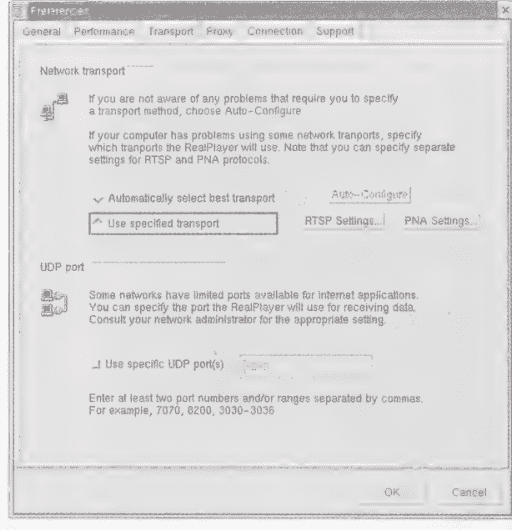 Preferences
General Performance Transport Proxy Connection Support
Network transport
If you are not aware of any problems that require you to specify
a transport method, choose Auto-Configure
If your computer has problems using some network tranports, specify
which tranports the RealPlayer will use. Note that you can specify separate
settings for RTSP and PNA protocols.
Automatically select best transport Auto-Configure
Use specified transport RTSP Settings... PNA Settings...
UDP port
Some networks have limited ports available for internet applications.
You can specify the port the RealPlayer will use for receiving data.
Consult your network administrator for the appropriate setting.
Use specific UDP port(s)
Enter at least two port numbers and/or ranges separated by commas.
For example, 7070, 8200, 3030-3036
OK Cancel